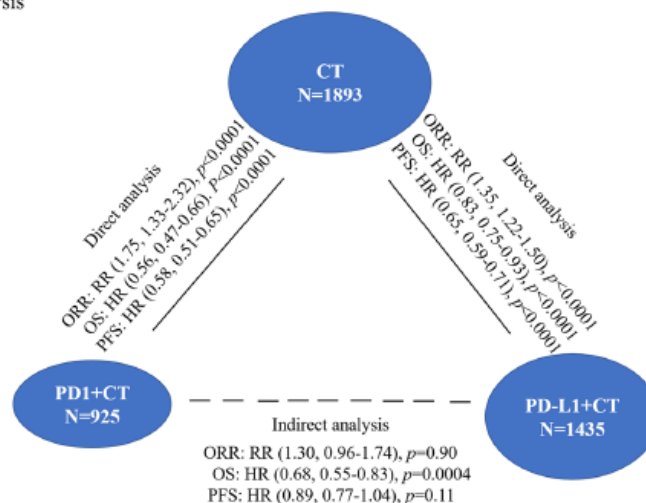 ysis
CT
N=1893
Direct analysis
ORR: RR (1.75, 1.33-2.32), p<0.0001
OS: HR (0.56, 0.47-0.66). p<0.0001
PFS: HR (0.58, 0.51-0.65), p<0.0001
Direct analysis
ORR: RR (1.35, 1.22-1.50), p<0.0001
OS: HR (0.83, 0.75-0.93), p<0.0001
PFS: HR (0.65, 0.59-0.71), p<0.0001
PD1+CT
N=925
PD-L1+CT
N=1435
Indirect analysis
ORR: RR (1.30, 0.96-1.74), p=0.90
OS: HR (0.68, 0.55-0.83), p=0.0004
PFS: HR (0.89, 0.77-1.04), p=0.11